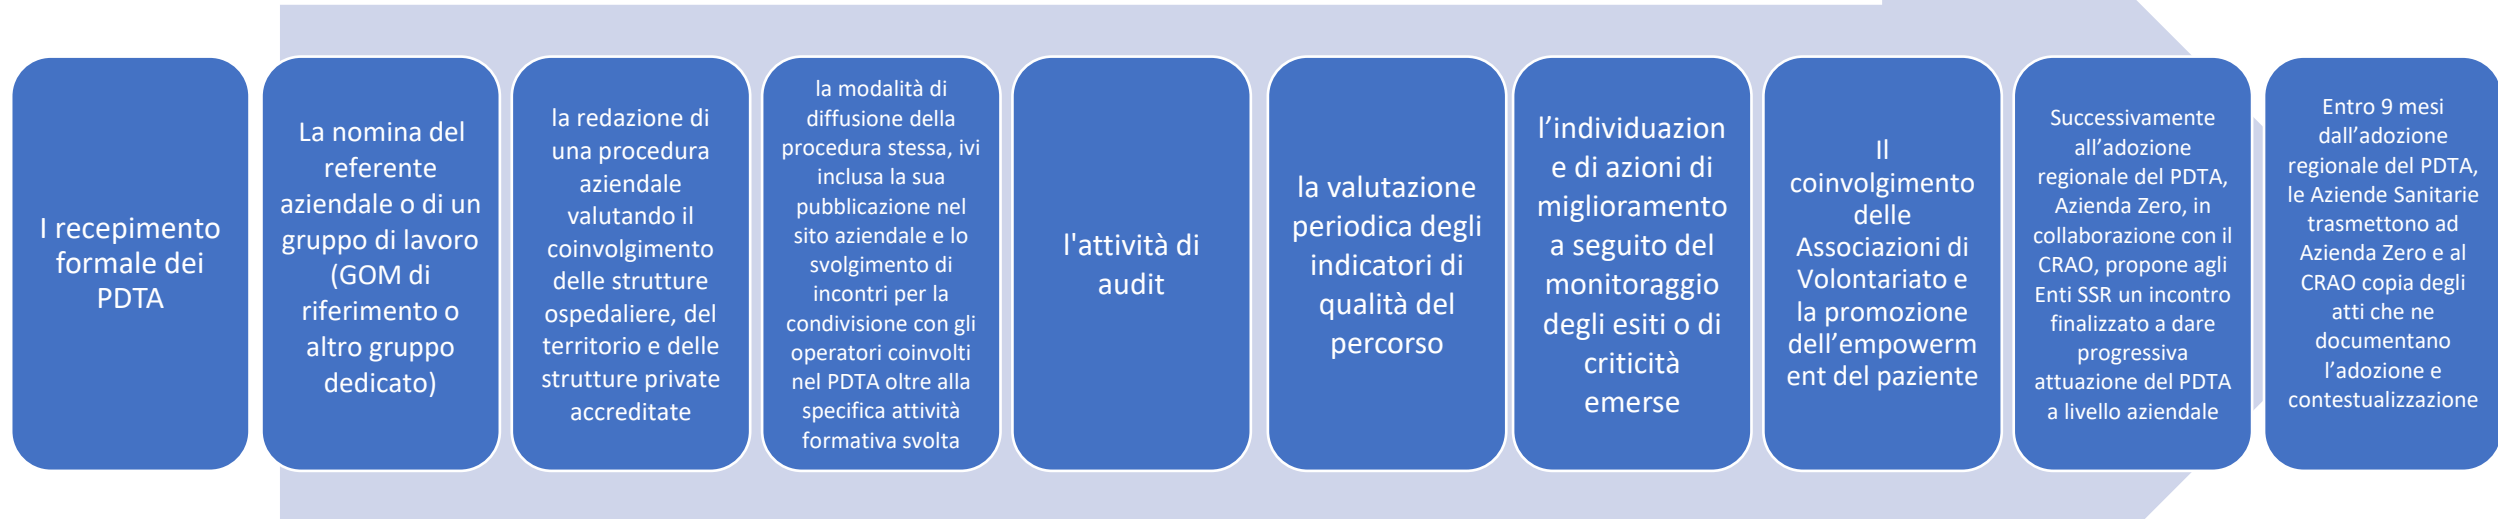 I recepimento
formale dei
PDTA
La nomina del
referente
aziendale o di un
gruppo di lavoro
(GOM di
riferimento o
altro gruppo
dedicato)
la redazione di
una procedura
aziendale
valutando il
coinvolgimento
delle strutture
ospedaliere, del
territorio e delle
strutture private
accreditate
la modalità di
diffusione della
procedura stessa, ivi
inclusa la sua
pubblicazione nel
sito aziendale e lo
svolgimento di
incontri per la
condivisione con gli
operatori coinvolti
nel PDTA oltre alla
specifica attività
formativa svolta
l'attività di
audit
la valutazione
periodica degli
indicatori di
qualità del
percorso
l’individuazion
e di azioni di
miglioramento
a seguito del
monitoraggio
degli esiti o di
criticità
emerse
Il
coinvolgimento
delle
Associazioni di
Volontariato e
la promozione
dell’empowerm
ent del paziente
Successivamente
all’adozione
regionale del PDTA,
Azienda Zero, in
collaborazione con il
CRAO, propone agli
Enti SSR un incontro
finalizzato a dare
progressiva
attuazione del PDTA
a livello aziendale
Entro 9 mesi
dall’adozione
regionale del PDTA,
le Aziende Sanitarie
trasmettono ad
Azienda Zero e al
CRAO copia degli
atti che ne
documentano
l’adozione e
contestualizzazione